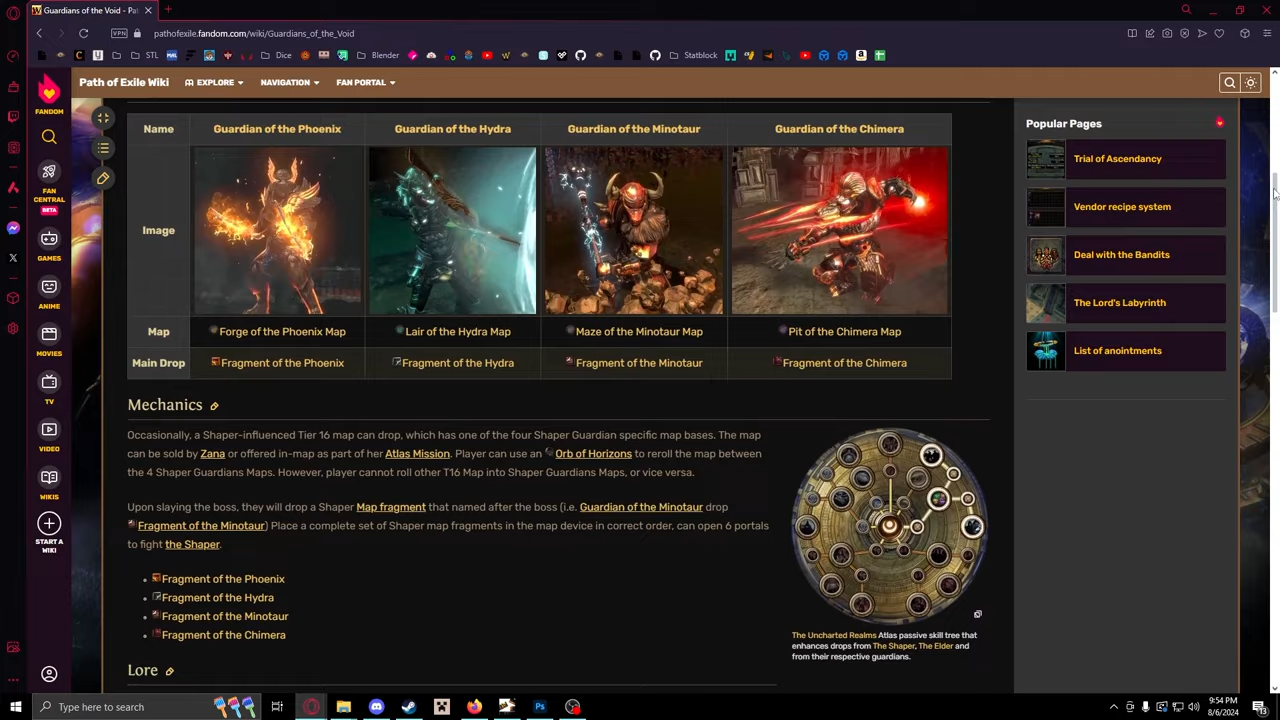 Guardians of the Void - Pat
VPN
pathofexile.fandom.com/wiki/Guardians_of_the_Void
STL
Dice
Blender
Statblock
FANDOM
FAN CENTRAL
BETA
GAMES
ANIME
MOVIES
TV
VIDEO
WIKIS
START A WIKI
Path of Exile Wiki
EXPLORE
NAVIGATION
FAN PORTAL
Name Guardian of the Phoenix Guardian of the Hydra Guardian of the Minotaur Guardian of the Chimera
Image
Map Forge of the Phoenix Map Lair of the Hydra Map Maze of the Minotaur Map Pit of the Chimera Map
Main Drop Fragment of the Phoenix Fragment of the Hydra Fragment of the Minotaur Fragment of the Chimera
Mechanics
Occasionally, a Shaper-influenced Tier 16 map can drop, which has one of the four Shaper Guardian specific map bases. The map
can be sold by Zana or offered in-map as part of her Atlas Mission. Player can use an Orb of Horizons to reroll the map between
the 4 Shaper Guardians Maps. However, player cannot roll other T16 Map into Shaper Guardians Maps, or vice versa.
Upon slaying the boss, they will drop a Shaper Map fragment that named after the boss (i.e. Guardian of the Minotaur drop
Fragment of the Minotaur) Place a complete set of Shaper map fragments in the map device in correct order, can open 6 portals
to fight the Shaper.
Fragment of the Phoenix
Fragment of the Hydra
Fragment of the Minotaur
Fragment of the Chimera
The Uncharted Realms Atlas passive skill tree that
enhances drops from The Shaper, The Elder and
from their respective guardians.
Lore
Popular Pages
Trial of Ascendancy
Vendor recipe system
Deal with the Bandits
The Lord's Labyrinth
List of anointments
Type here to search
9:54 PM
8/6/2024